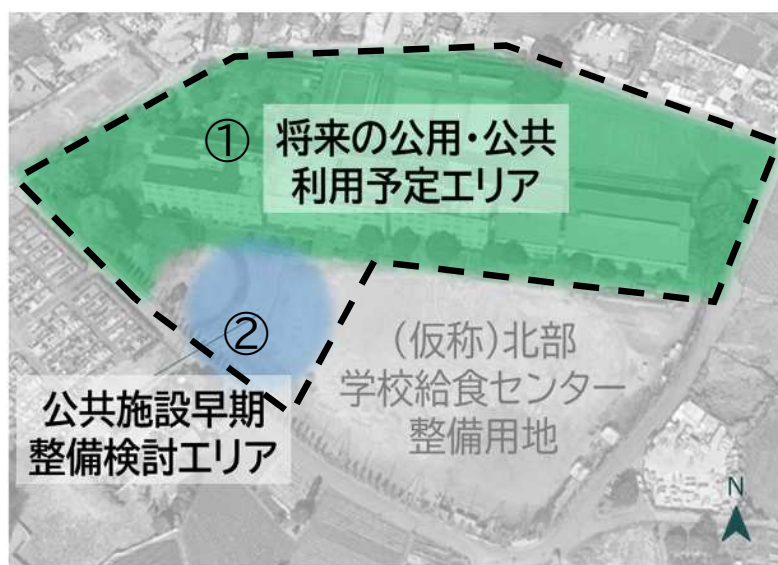 ① 将来の公用・公共
利用予定エリア
②
公共施設早期
整備検討エリア
(仮称)北部
学校給食センター
整備用地
N